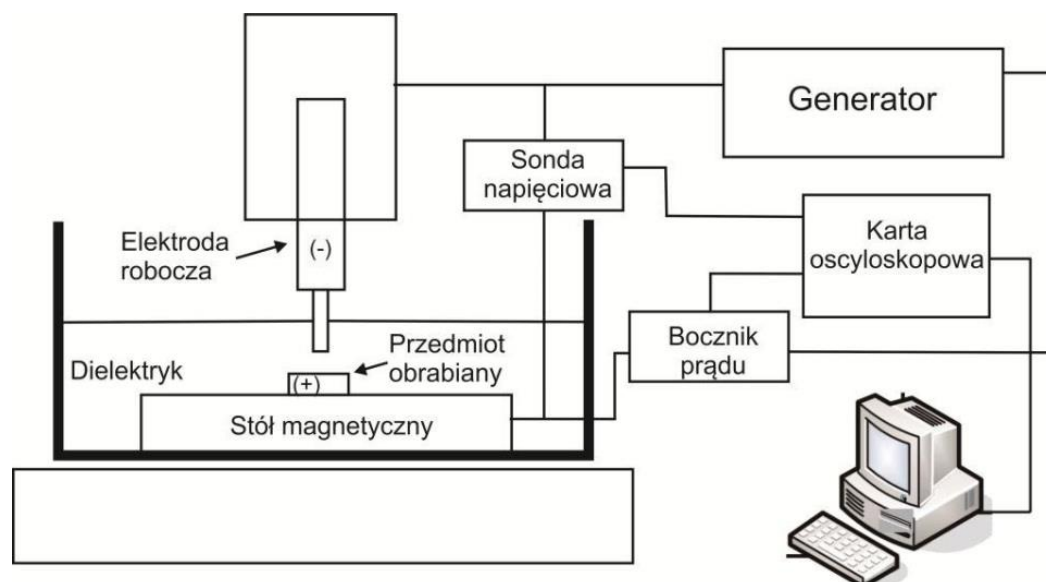 Generator
Sonda
napięciowa
Elektroda
robocza
(-)
Karta
oscyloskopowa
Bocznik
prądu
Przedmiot
obrabiany
Dielektryk
(+)
Stół magnetyczny